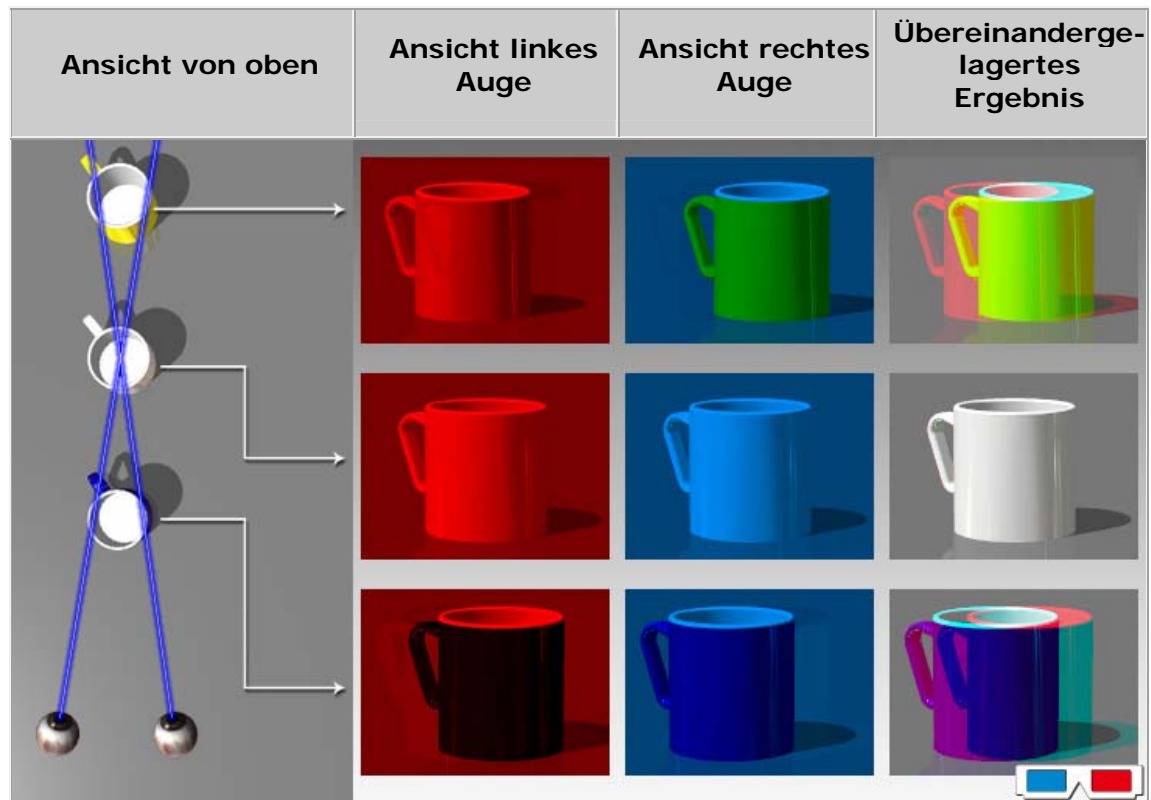 Ansicht von oben
Ansicht linkes
Auge
Ansicht rechtes
Auge
Übereinanderge-
lagertes
Ergebnis